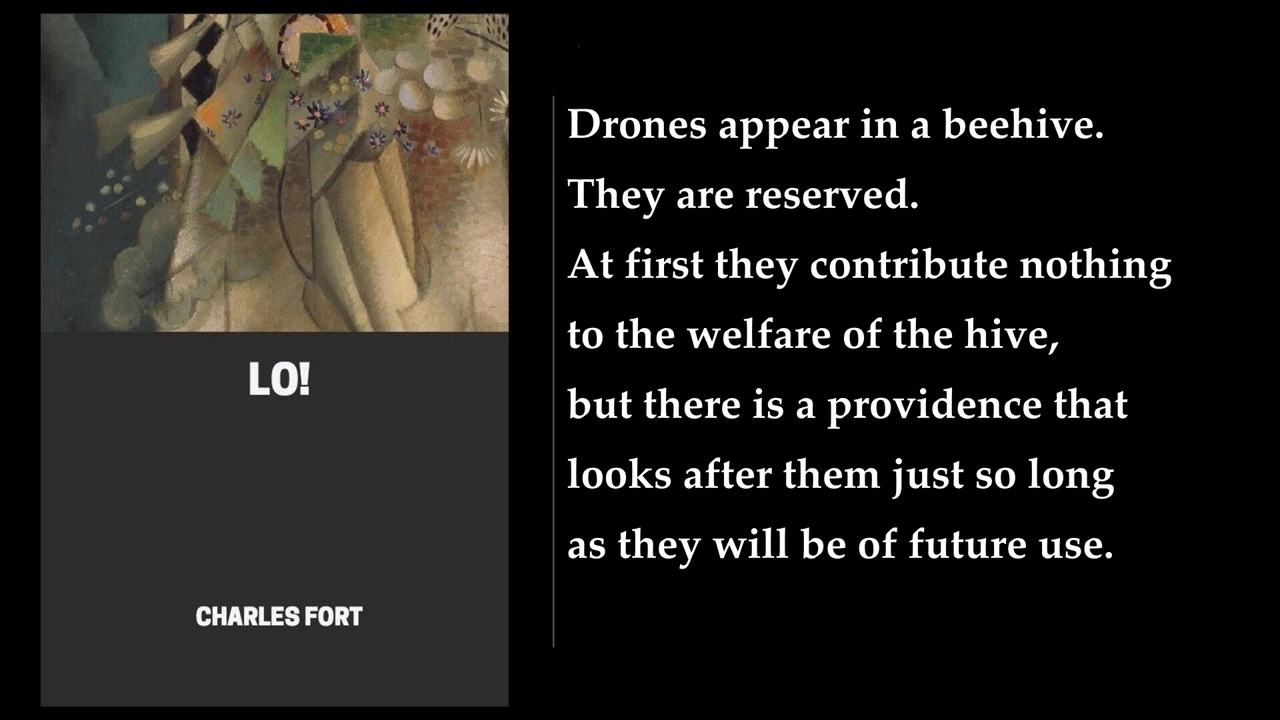 LO!
CHARLES FORT
Drones appear in a beehive.
They are reserved.
At first they contribute nothing
to the welfare of the hive,
but there is a providence that
looks after them just so long
as they will be of future use.